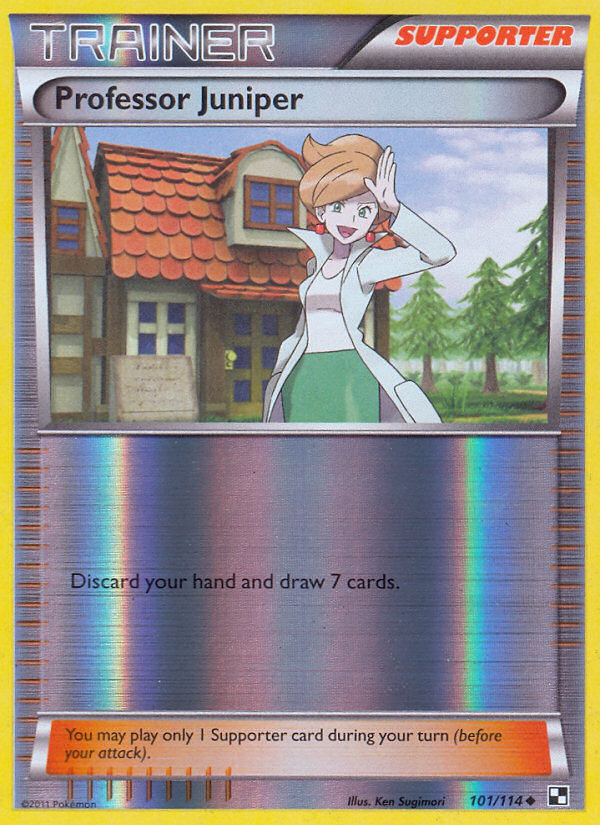 TRAINER
SUPPORTER
Professor Juniper
Discard your hand and draw 7 cards.
You may play only 1 Supporter card during your turn (before
your attack).
©2011 Pokémon
Illus. Ken Sugimori
101/114